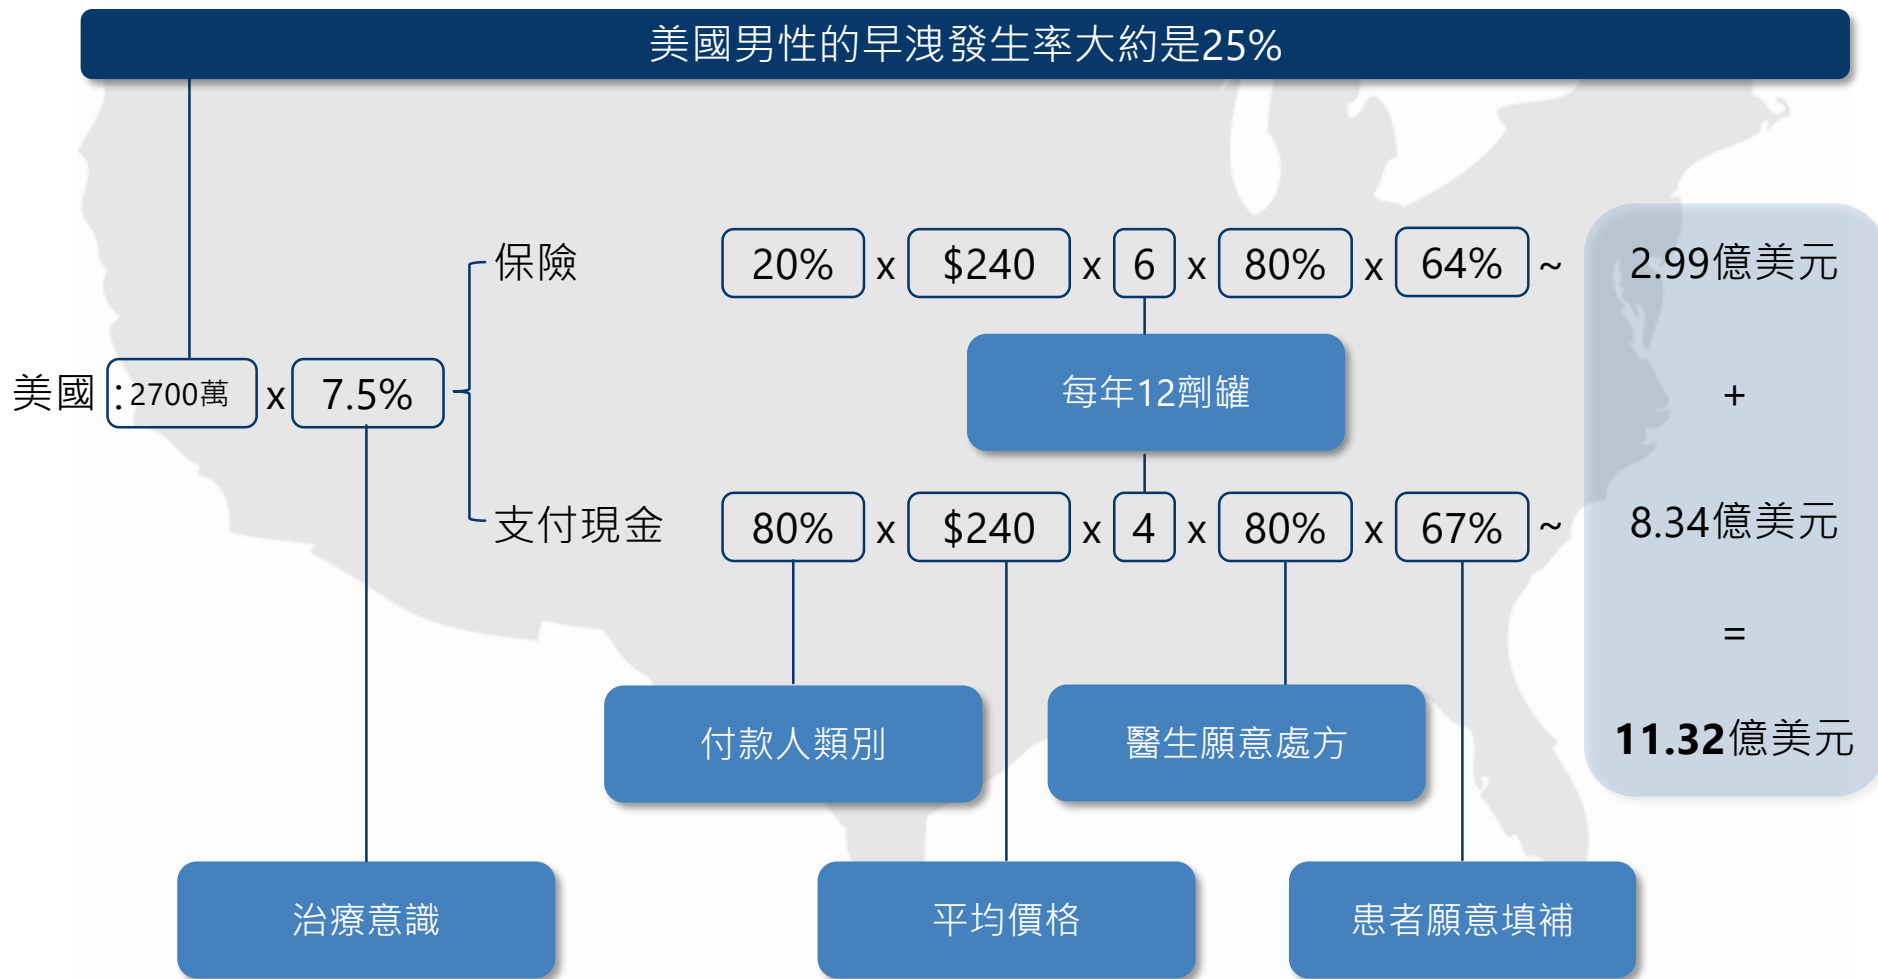 美國男性的早洩發生率大約是25%
保險 20% x $240 x 6 x 80% x 64% ~ 2.99億美元
每年12劑罐
美國：2700萬 x 7.5% +
支付現金 80% x $240 x 4 x 80% x 67% ~ 8.34億美元
=
付款人類別 醫生願意處方 11.32億美元
治療意識 平均價格 患者願意填補